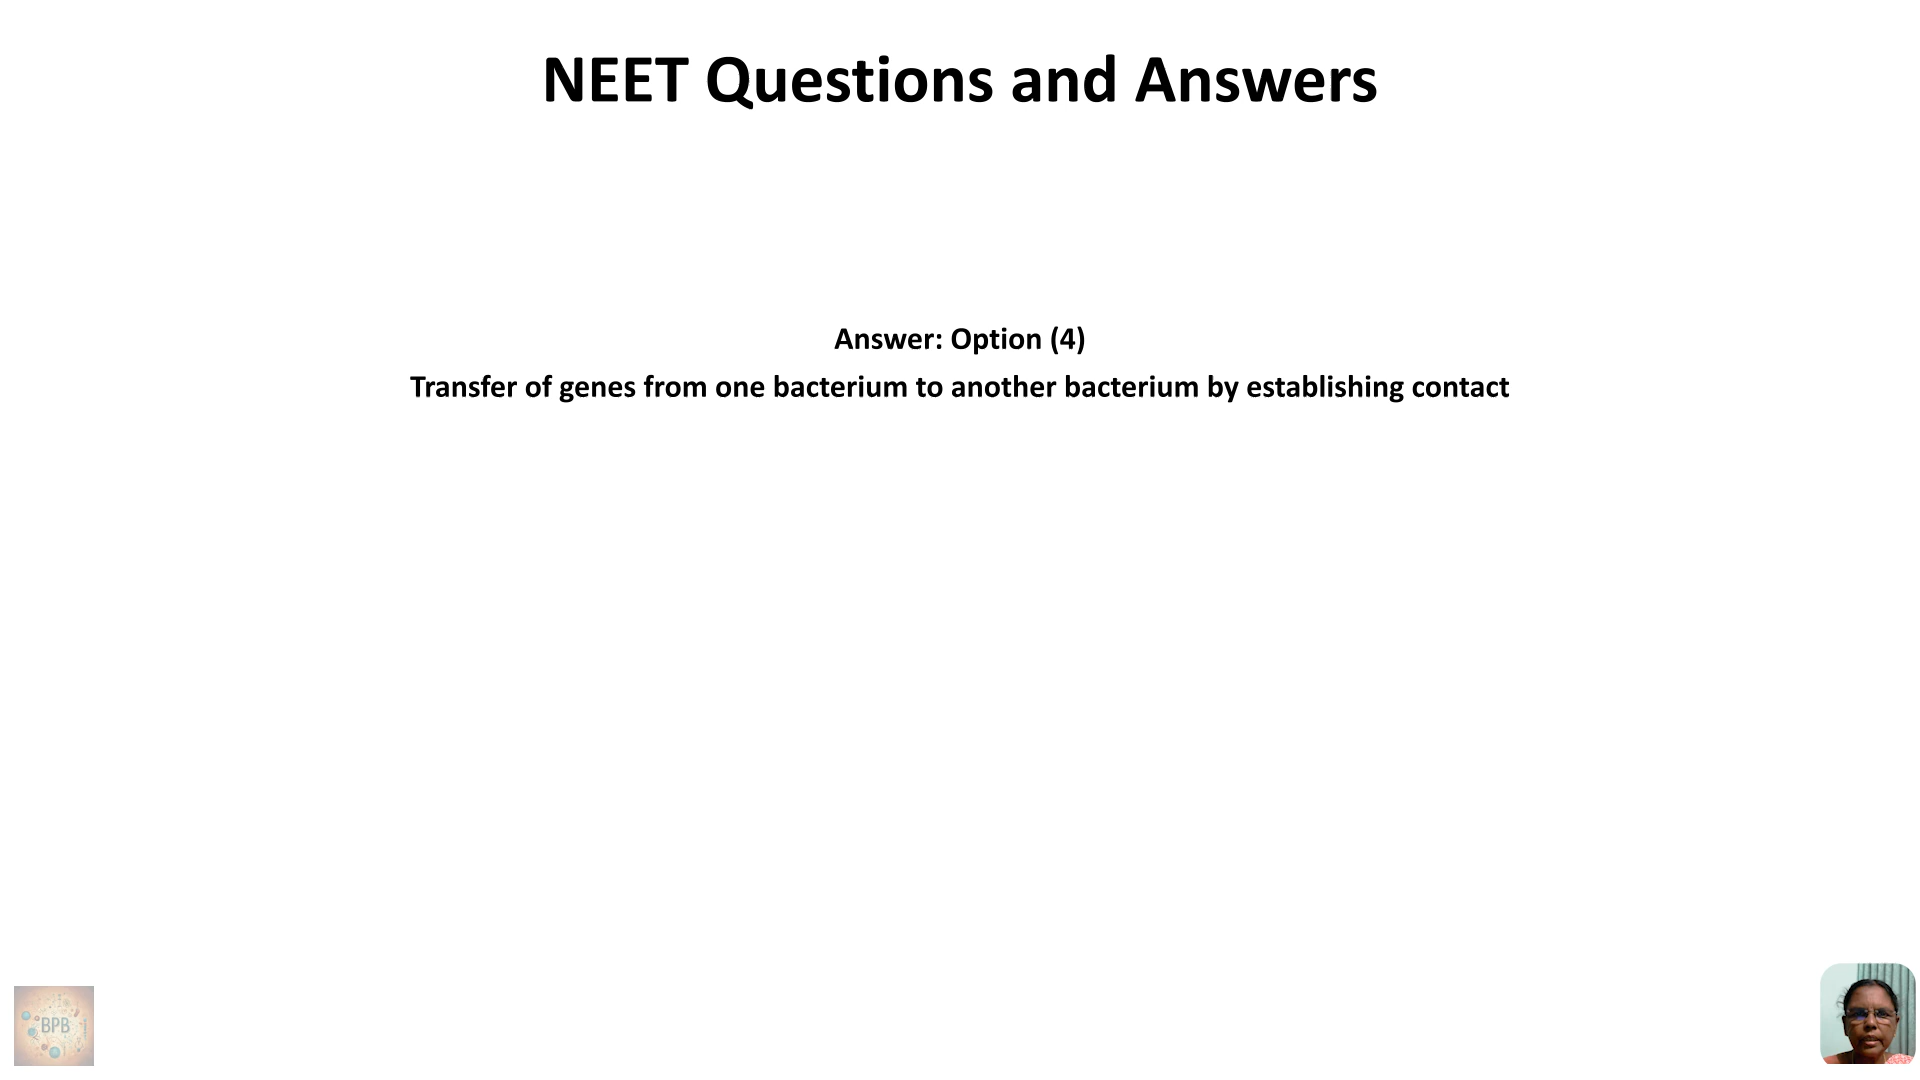 NEET Questions and Answers
Answer: Option (4)
Transfer of genes from one bacterium to another bacterium by establishing contact
BPB